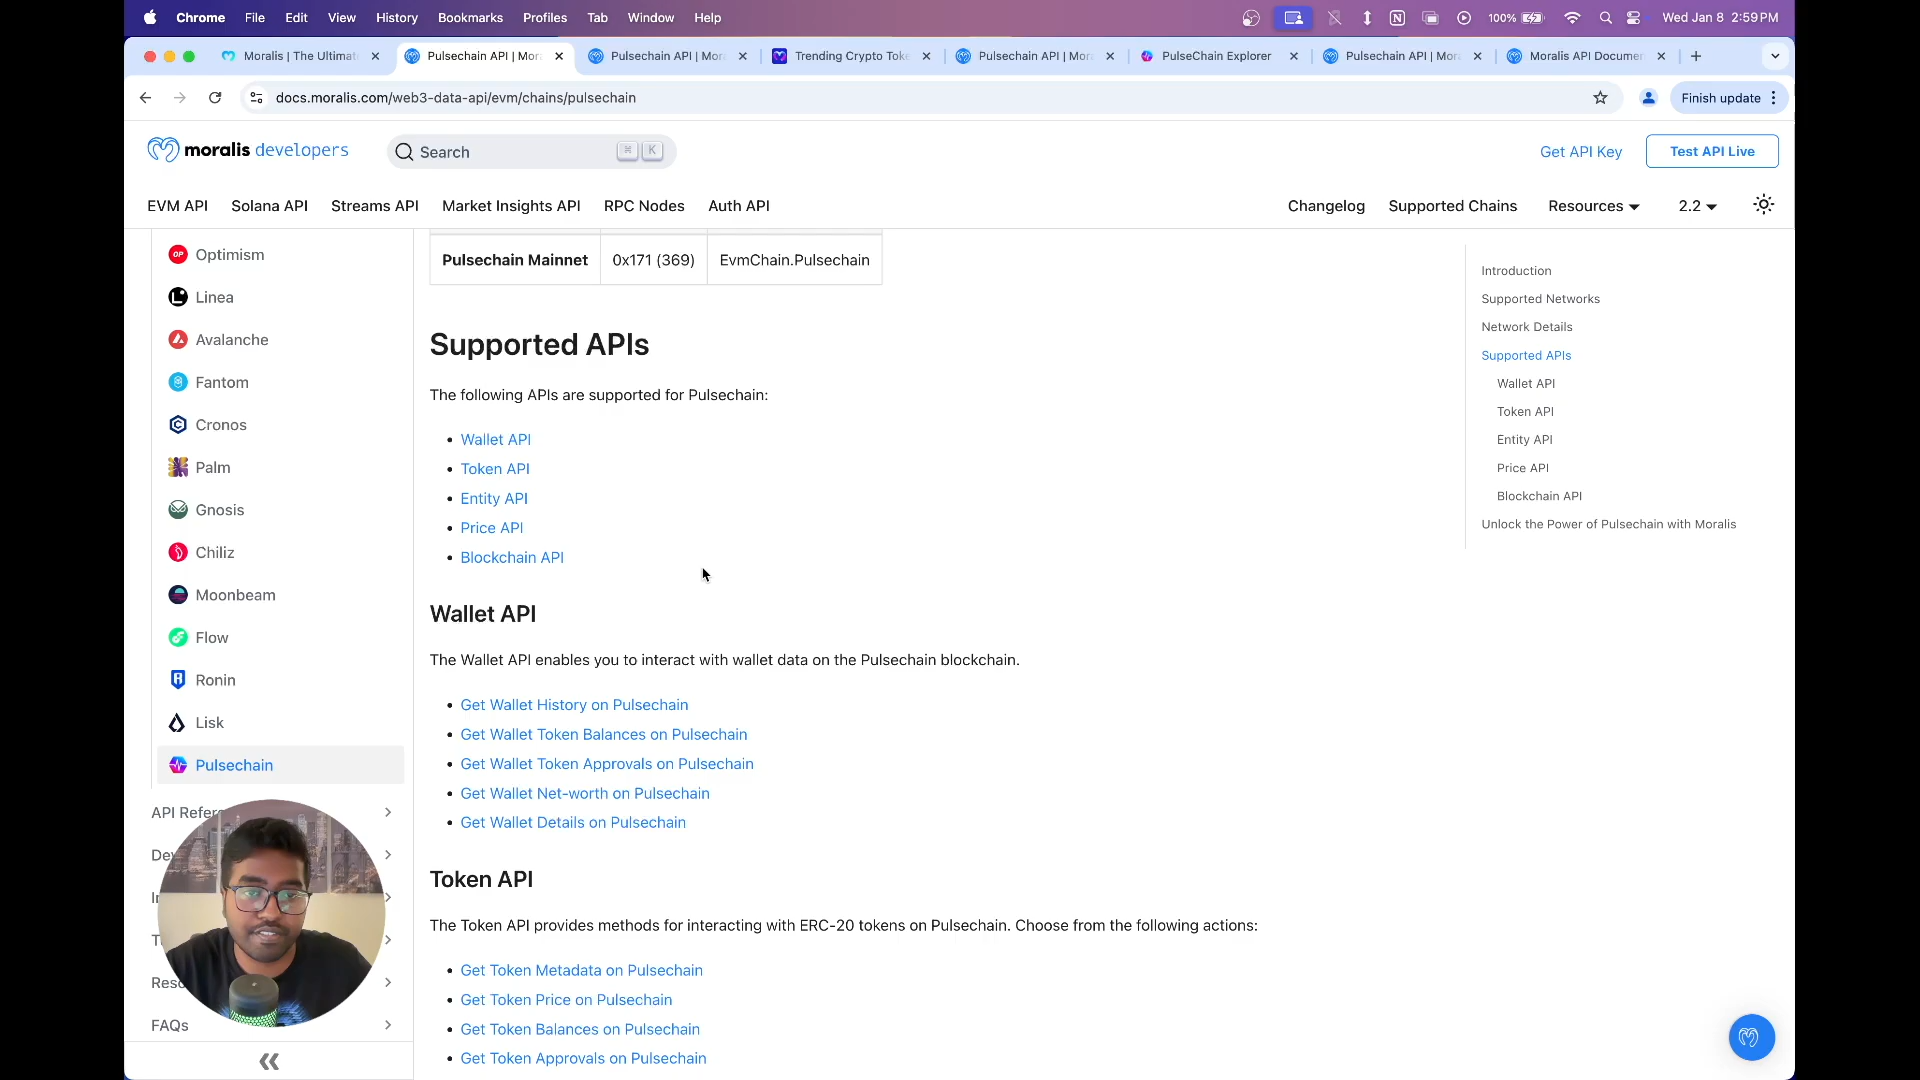 Chrome File Edit View History Bookmarks Profiles Tab Window Help 100% Wed Jan 8 2:59 PM
Moralis | The Ultimat Pulsechain API | Mor Pulsechain API | Mor Trending Crypto Toke Pulsechain API | Mor PulseChain Explorer Pulsechain API | Mor Moralis API Documen
docs.moralis.com/web3-data-api/evm/chains/pulsechain Finish update
moralis developers Search ⌘ K Get API Key Test API Live
EVM API Solana API Streams API Market Insights API RPC Nodes Auth API Changelog Supported Chains Resources 2.2
Optimism
Linea
Avalanche
Fantom
Cronos
Palm
Gnosis
Chiliz
Moonbeam
Flow
Ronin
Lisk
Pulsechain
API Refer
De
FAQs
Pulsechain Mainnet 0x171 (369) EvmChain.Pulsechain
Supported APIs
The following APIs are supported for Pulsechain:
• Wallet API
• Token API
• Entity API
• Price API
• Blockchain API
Wallet API
The Wallet API enables you to interact with wallet data on the Pulsechain blockchain.
• Get Wallet History on Pulsechain
• Get Wallet Token Balances on Pulsechain
• Get Wallet Token Approvals on Pulsechain
• Get Wallet Net-worth on Pulsechain
• Get Wallet Details on Pulsechain
Token API
The Token API provides methods for interacting with ERC-20 tokens on Pulsechain. Choose from the following actions:
• Get Token Metadata on Pulsechain
• Get Token Price on Pulsechain
• Get Token Balances on Pulsechain
• Get Token Approvals on Pulsechain
Introduction
Supported Networks
Network Details
Supported APIs
Wallet API
Token API
Entity API
Price API
Blockchain API
Unlock the Power of Pulsechain with Moralis